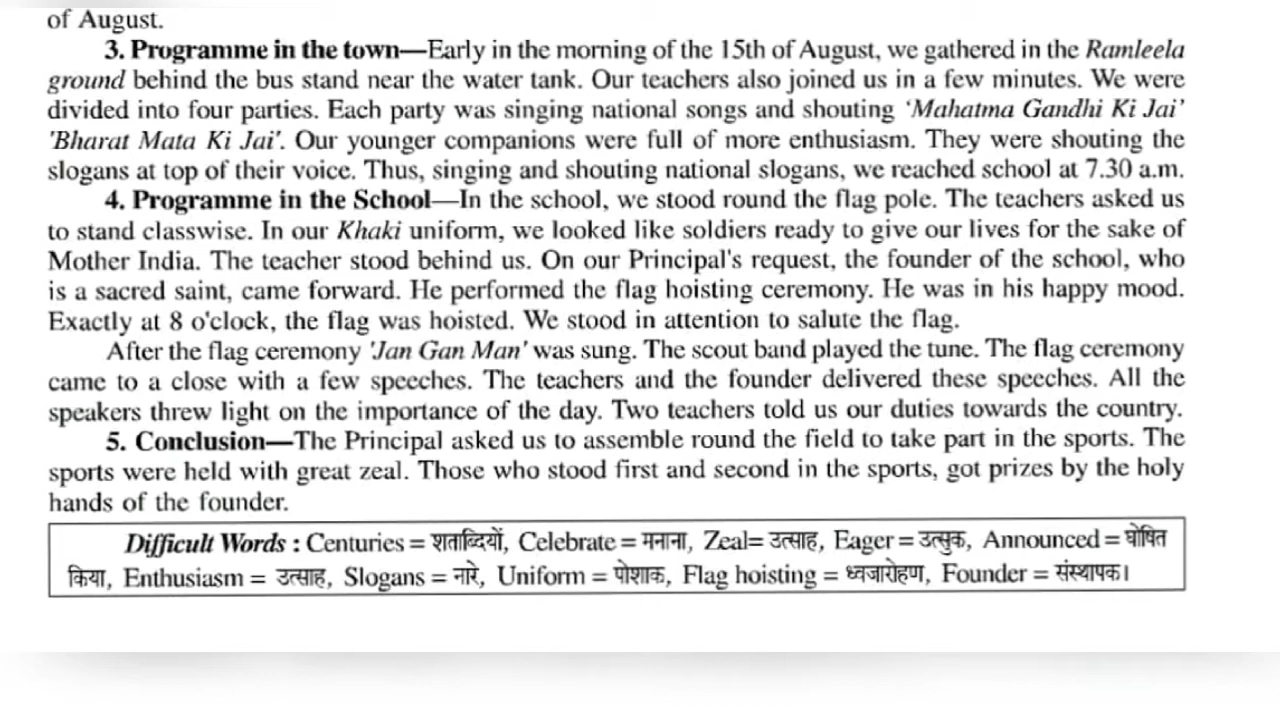 of August.
3. Programme in the town—Early in the morning of the 15th of August, we gathered in the Ramleela
ground behind the bus stand near the water tank. Our teachers also joined us in a few minutes. We were
divided into four parties. Each party was singing national songs and shouting ‘Mahatma Gandhi Ki Jai’
'Bharat Mata Ki Jai'. Our younger companions were full of more enthusiasm. They were shouting the
slogans at top of their voice. Thus, singing and shouting national slogans, we reached school at 7.30 a.m.
4. Programme in the School—In the school, we stood round the flag pole. The teachers asked us
to stand classwise. In our Khaki uniform, we looked like soldiers ready to give our lives for the sake of
Mother India. The teacher stood behind us. On our Principal's request, the founder of the school, who
is a sacred saint, came forward. He performed the flag hoisting ceremony. He was in his happy mood.
Exactly at 8 o'clock, the flag was hoisted. We stood in attention to salute the flag.
After the flag ceremony 'Jan Gan Man' was sung. The scout band played the tune. The flag ceremony
came to a close with a few speeches. The teachers and the founder delivered these speeches. All the
speakers threw light on the importance of the day. Two teachers told us our duties towards the country.
5. Conclusion—The Principal asked us to assemble round the field to take part in the sports. The
sports were held with great zeal. Those who stood first and second in the sports, got prizes by the holy
hands of the founder.
Difficult Words : Centuries = शताब्दियों, Celebrate = मनाना, Zeal= उत्साह, Eager = उत्सुक, Announced = घोषित
किया, Enthusiasm = उत्साह, Slogans = नारे, Uniform = पोशाक, Flag hoisting = ध्वजारोहण, Founder = संस्थापक।